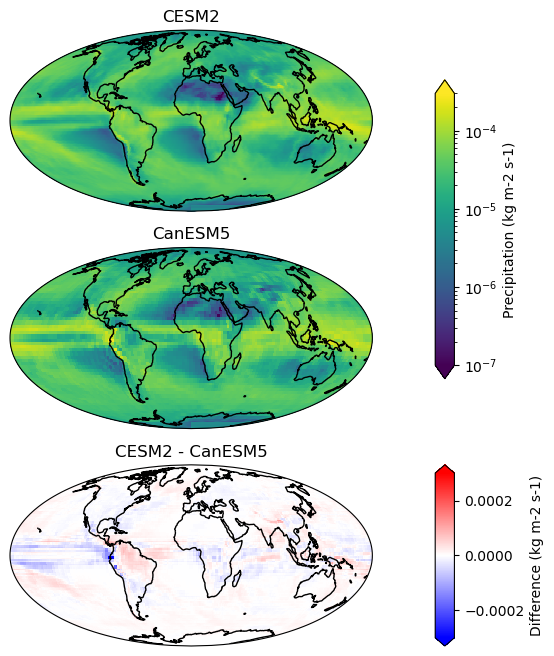 CESM2
10⁻⁴
10⁻⁵
10⁻⁶
10⁻⁷
Precipitation (kg m-2 s-1)
CanESM5
CESM2 - CanESM5
0.0002
0.0000
−0.0002
Difference (kg m-2 s-1)